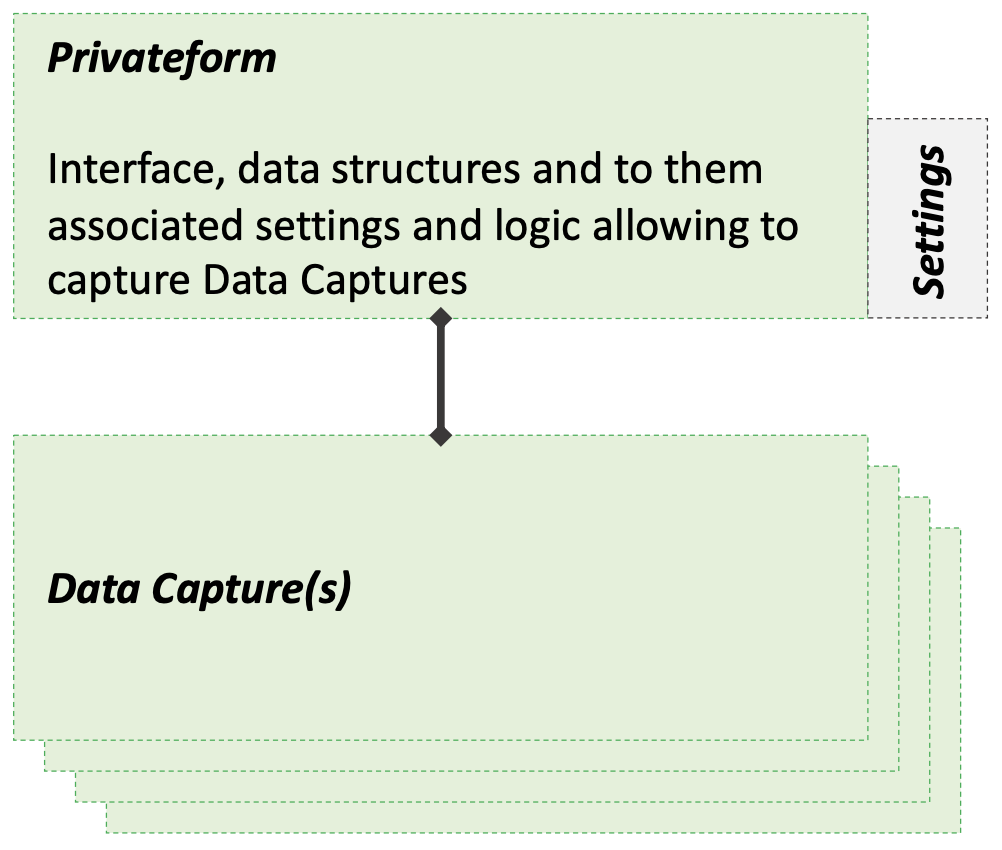 Privateform
Interface, data structures and to them
associated settings and logic allowing to
capture Data Captures
Settings
Data Capture(s)